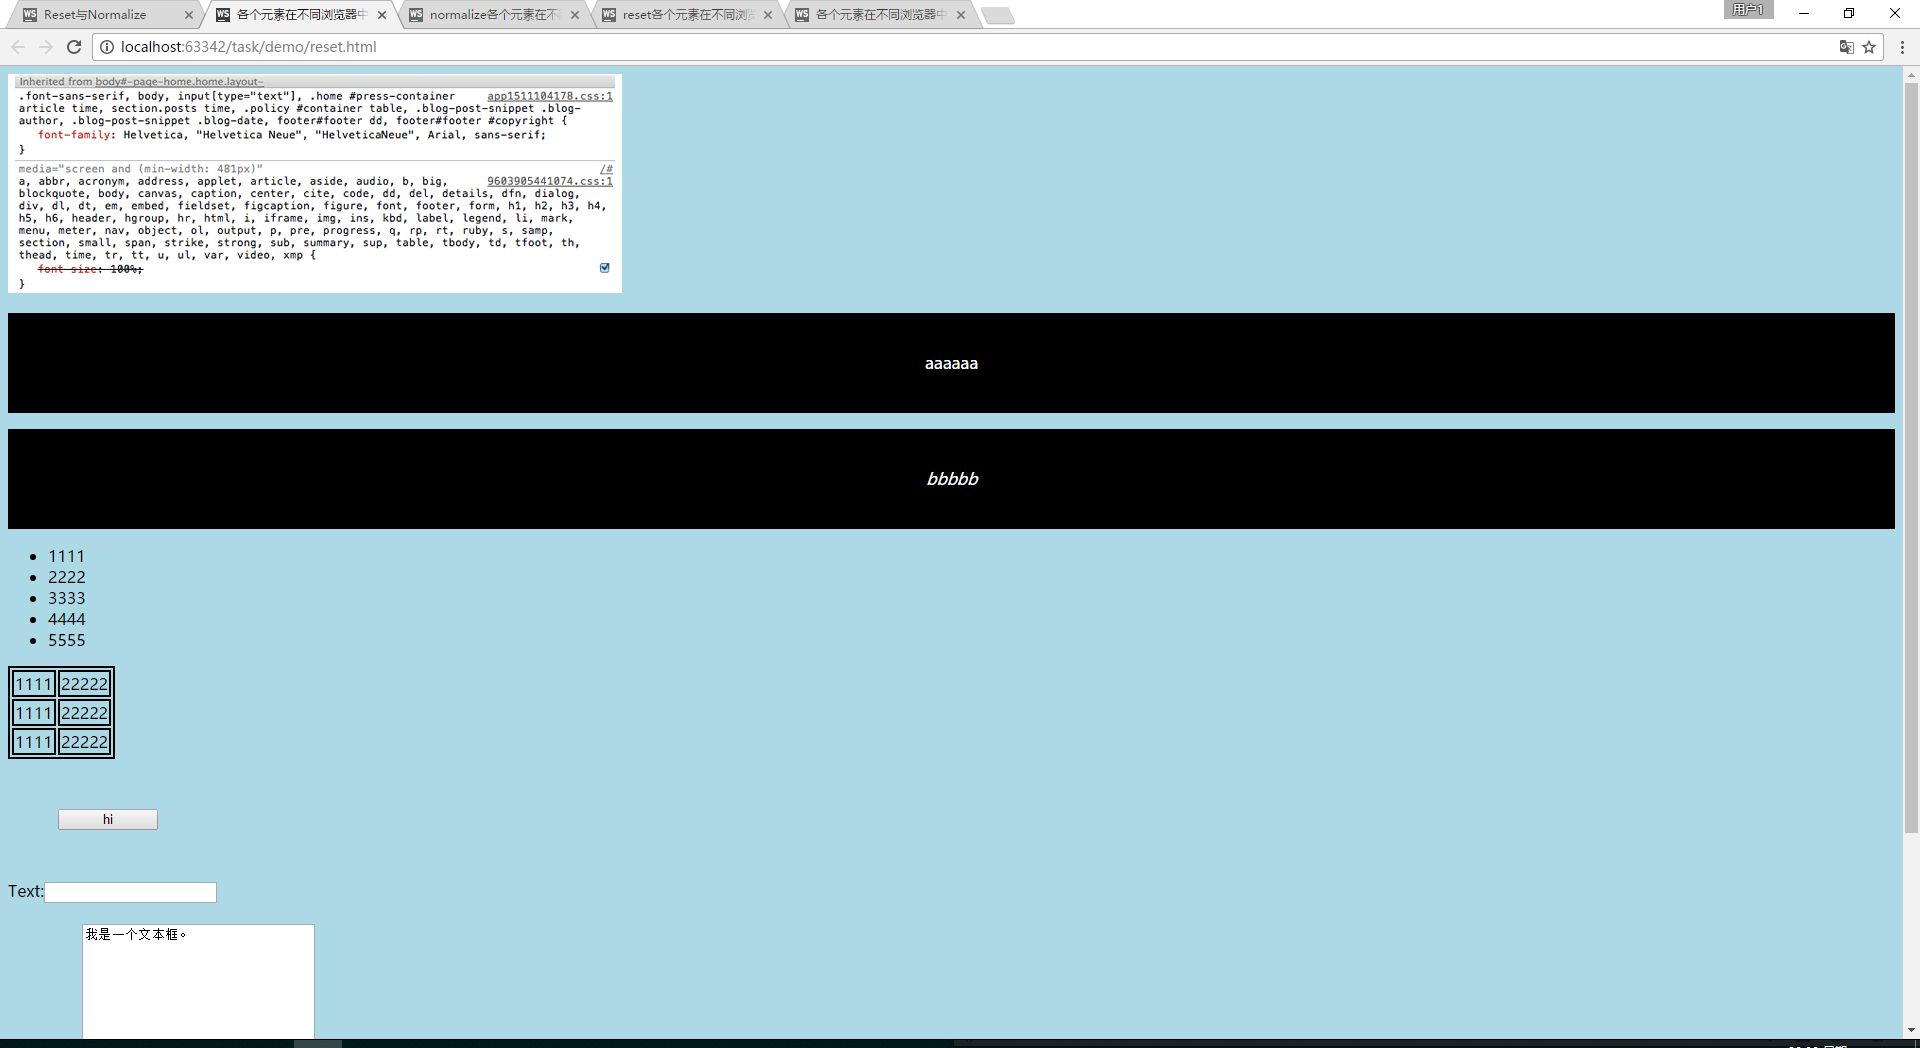 Reset与Normalize
各个元素在不同浏览器中
normalize各个元素在不
reset各个元素在不同浏
各个元素在不同浏览器中
用户1
localhost:63342/task/demo/reset.html
Inherited from body#-page-home.home.layout-
.font-sans-serif, body, input[type="text"], .home #press-container app1511104178.css:1
article time, section.posts time, .policy #container table, .blog-post-snippet .blog-
author, .blog-post-snippet .blog-date, footer#footer dd, footer#footer #copyright {
font-family: Helvetica, "Helvetica Neue", "HelveticaNeue", Arial, sans-serif;
}
media="screen and (min-width: 481px)" /#
a, abbr, acronym, address, applet, article, aside, audio, b, big, 9603905441074.css:1
blockquote, body, canvas, caption, center, cite, code, dd, del, details, dfn, dialog,
div, dl, dt, em, embed, fieldset, figcaption, figure, font, footer, form, h1, h2, h3, h4,
h5, h6, header, hgroup, hr, html, i, iframe, img, ins, kbd, label, legend, li, mark,
menu, meter, nav, object, ol, output, p, pre, progress, q, rp, rt, ruby, s, samp,
section, small, span, strike, strong, sub, summary, sup, table, tbody, td, tfoot, th,
thead, time, tr, tt, u, ul, var, video, xmp {
font-size: 100%;
}
aaaaaa
bbbbb
1111
2222
3333
4444
5555
1111 22222
1111 22222
1111 22222
hi
Text:
我是一个文本框。